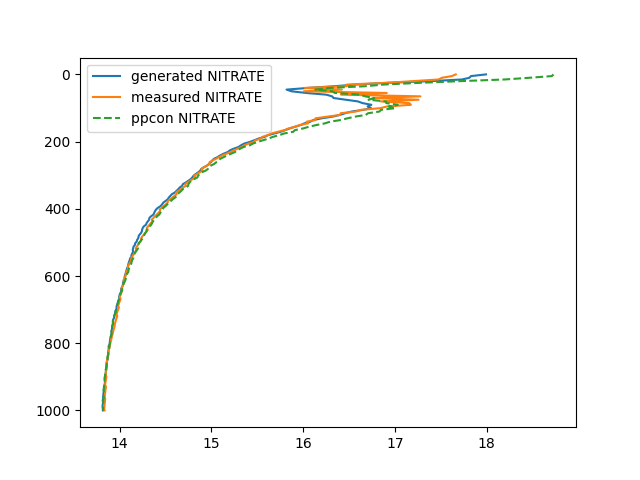 generated NITRATE
measured NITRATE
ppcon NITRATE
0
200
400
600
800
1000
14 15 16 17 18